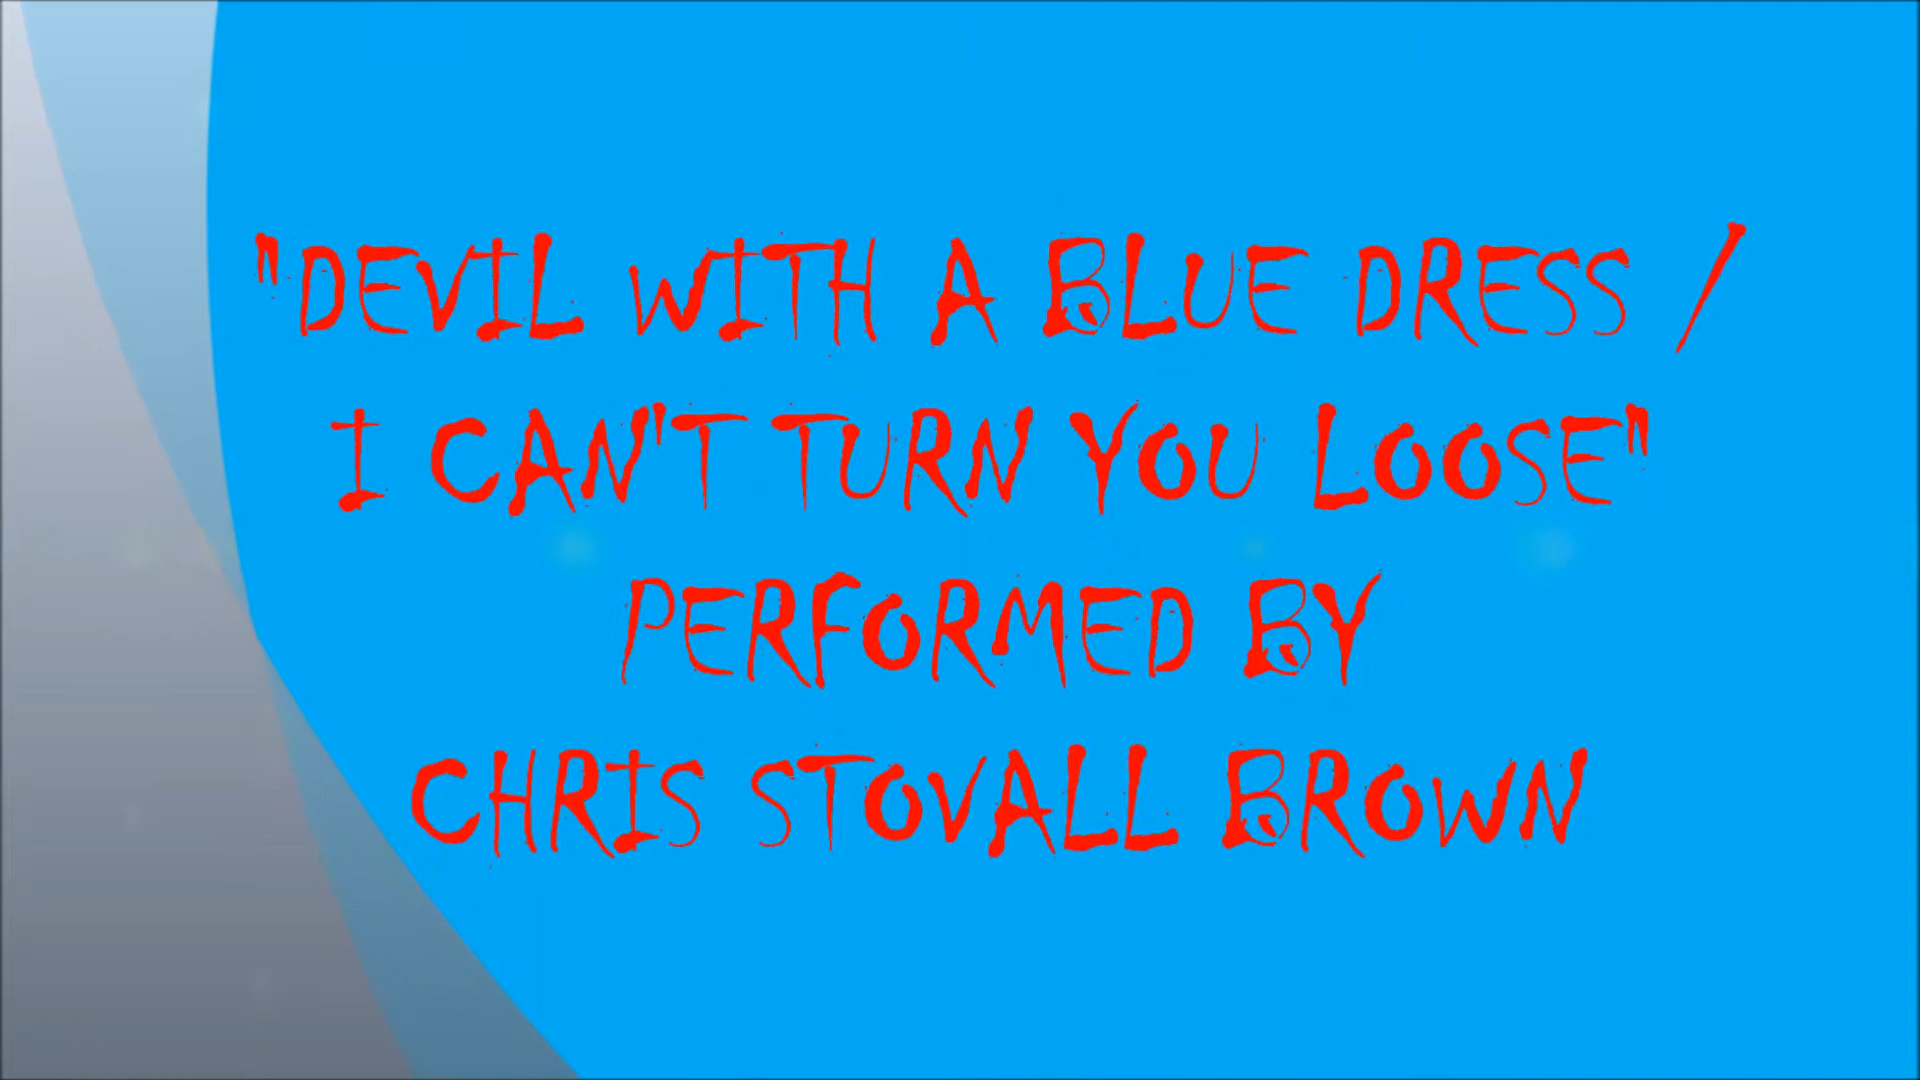 "DEVIL WITH A BLUE DRESS /
I CAN'T TURN YOU LOOSE"
PERFORMED BY
CHRIS STOVALL BROWN